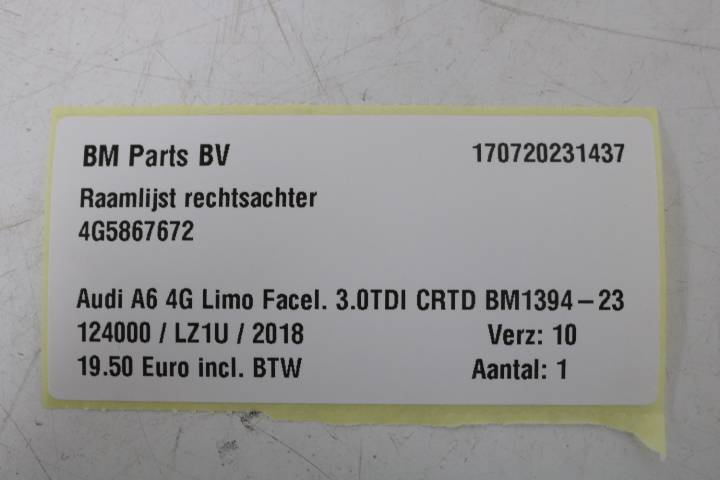 BM Parts BV 170720231437
Raamlijst rechtsachter
4G5867672
Audi A6 4G Limo Facel. 3.0TDI CRTD BM1394-23
124000 / LZ1U / 2018 Verz: 10
19.50 Euro incl. BTW Aantal: 1